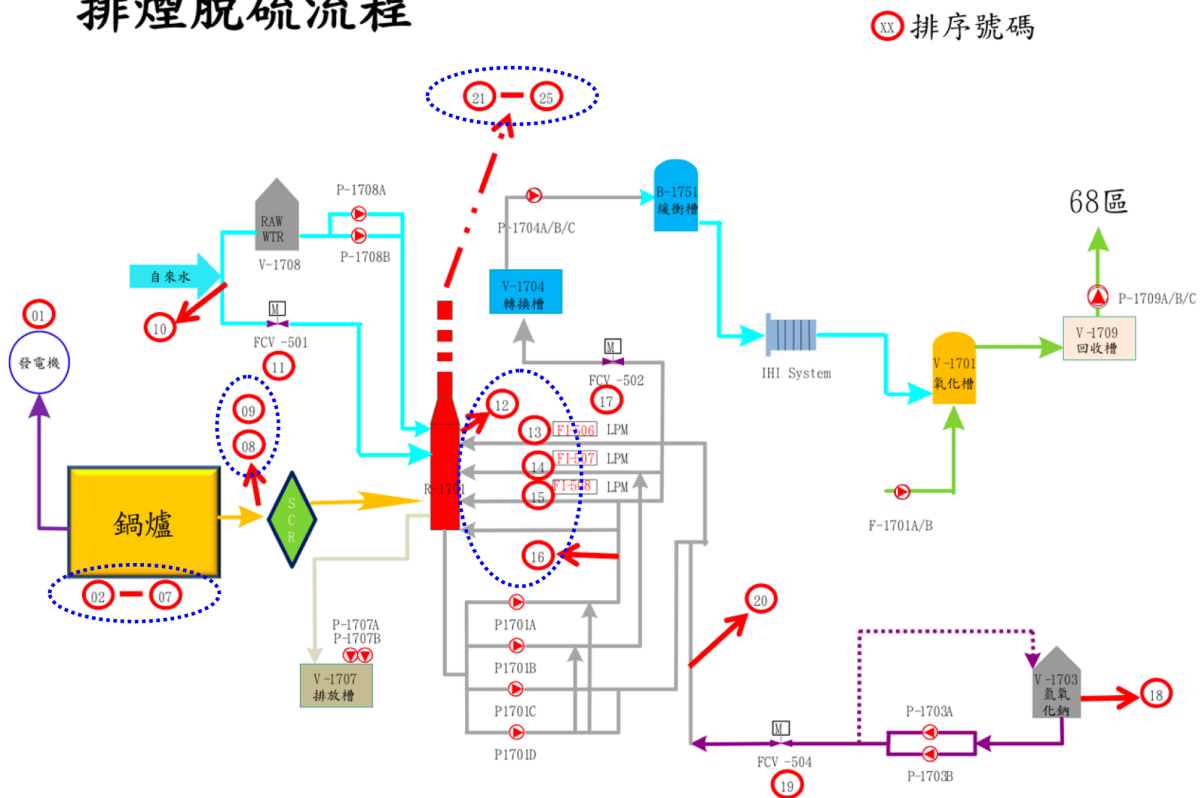 排煙脫硫流程
XX 排序號碼
21 25
P-1708A
RAW
WTR
V-1708
P-1708B
自來水
10
FCV -501
M
11
01
發電機
09
08
鍋爐
SCR
02 07
P-1707A
P-1707B
V-1707
排放槽
R-1701
12
13 FI-506 LPM
14 FI-507 LPM
15 FI-508 LPM
16
M
FCV -502
17
V-1704
轉換槽
P-1704A/B/C
B-1751
緩衝槽
IHI System
V-1701
氧化槽
F-1701A/B
V-1709
回收槽
P-1709A/B/C
68區
P1701A
P1701B
P1701C
P1701D
20
M
FCV -504
19
P-1703A
P-1703B
V-1703
氫氧
化鈉
18